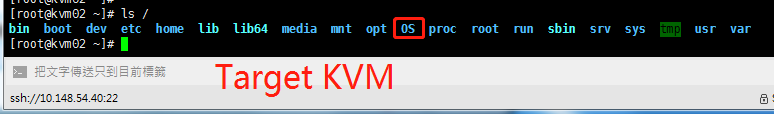 [root@kvm02 ~]# ls /
bin boot dev etc home lib lib64 media mnt opt OS proc root run sbin srv sys tmp usr var
[root@kvm02 ~]#
把文字傳送只到目前標籤
Target KVM
ssh://10.148.54.40:22